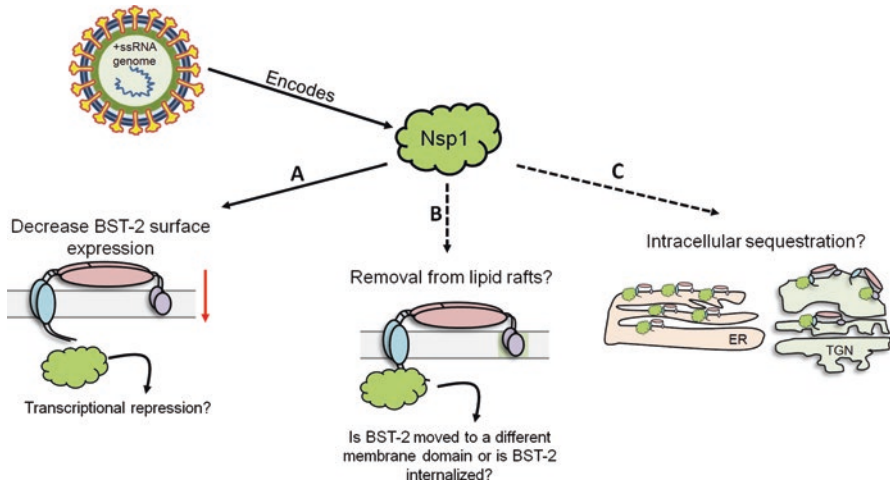 +ssRNA
genome
Encodes
Nsp1
A
B
C
Decrease BST-2 surface
expression
Transcriptional repression?
Removal from lipid rafts?
Is BST-2 moved to a different
membrane domain or is BST-2
internalized?
Intracellular sequestration?
ER
TGN